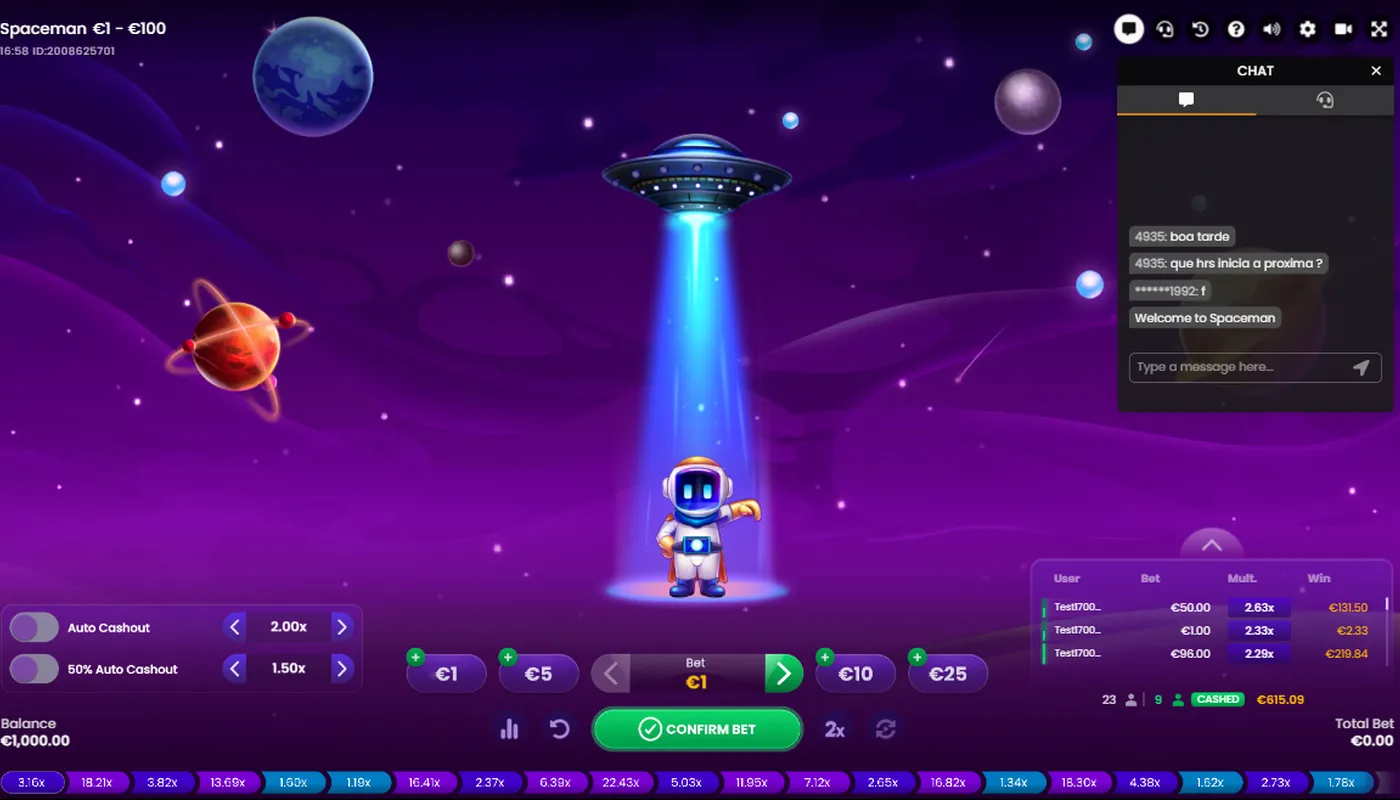 Spaceman €1 - €100
16:58 ID:2008625701
CHAT
4935: boa tarde
4935: que hrs inicia a proxima ?
******1992: f
Welcome to Spaceman
Type a message here...
User Bet Mult. Win
Test1700... €50.00 2.63x €131.50
Test1700... €1.00 2.33x €2.33
Test1700... €96.00 2.29x €219.84
23 9 CASHED €615.09
Auto Cashout 2.00x
50% Auto Cashout 1.50x
€1 €5 Bet €10 €25
€1
Balance
€1,000.00
CONFIRM BET 2x
Total Bet
€0.00
3.16x 18.21x 3.82x 13.69x 1.60x 1.19x 16.41x 2.37x 6.39x 22.43x 5.03x 11.95x 7.12x 2.65x 16.82x 1.34x 18.30x 4.38x 1.62x 2.73x 1.78x